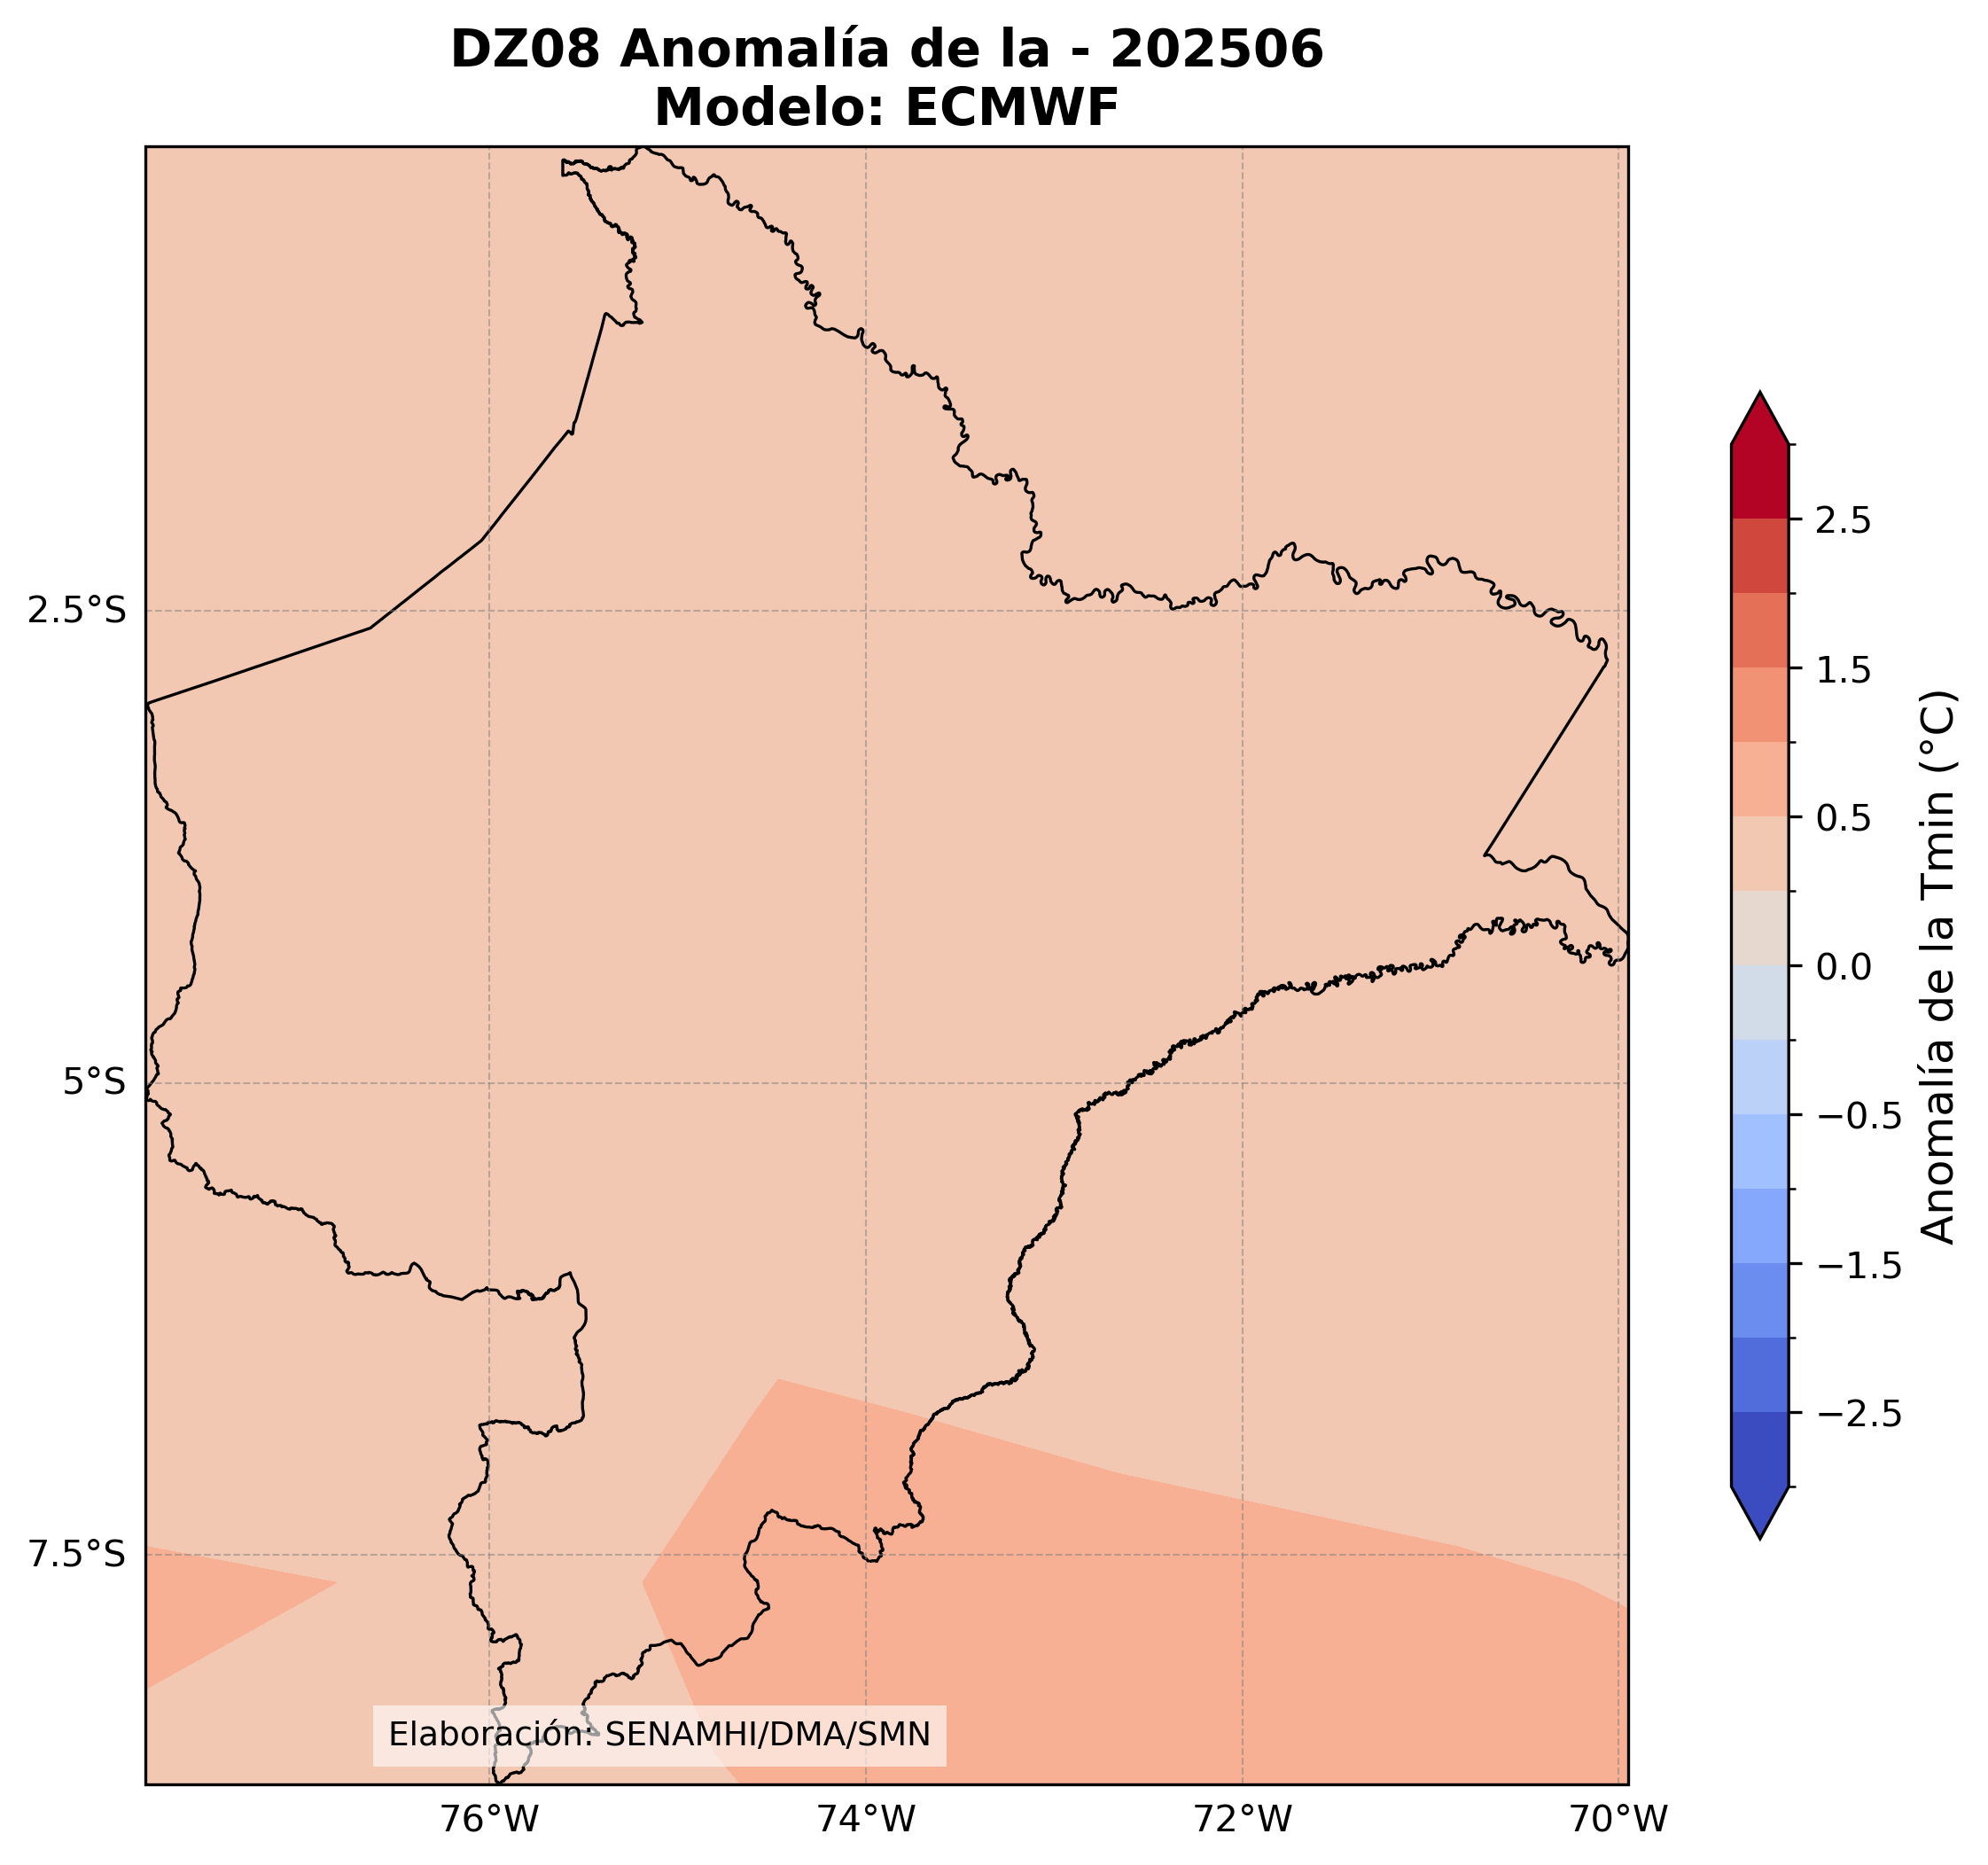 DZ08 Anomalía de la - 202506
Modelo: ECMWF
2.5°S
5°S
7.5°S
76°W
74°W
72°W
70°W
Elaboración: SENAMHI/DMA/SMN
2.5
1.5
0.5
0.0
−0.5
−1.5
−2.5
Anomalía de la Tmin (°C)